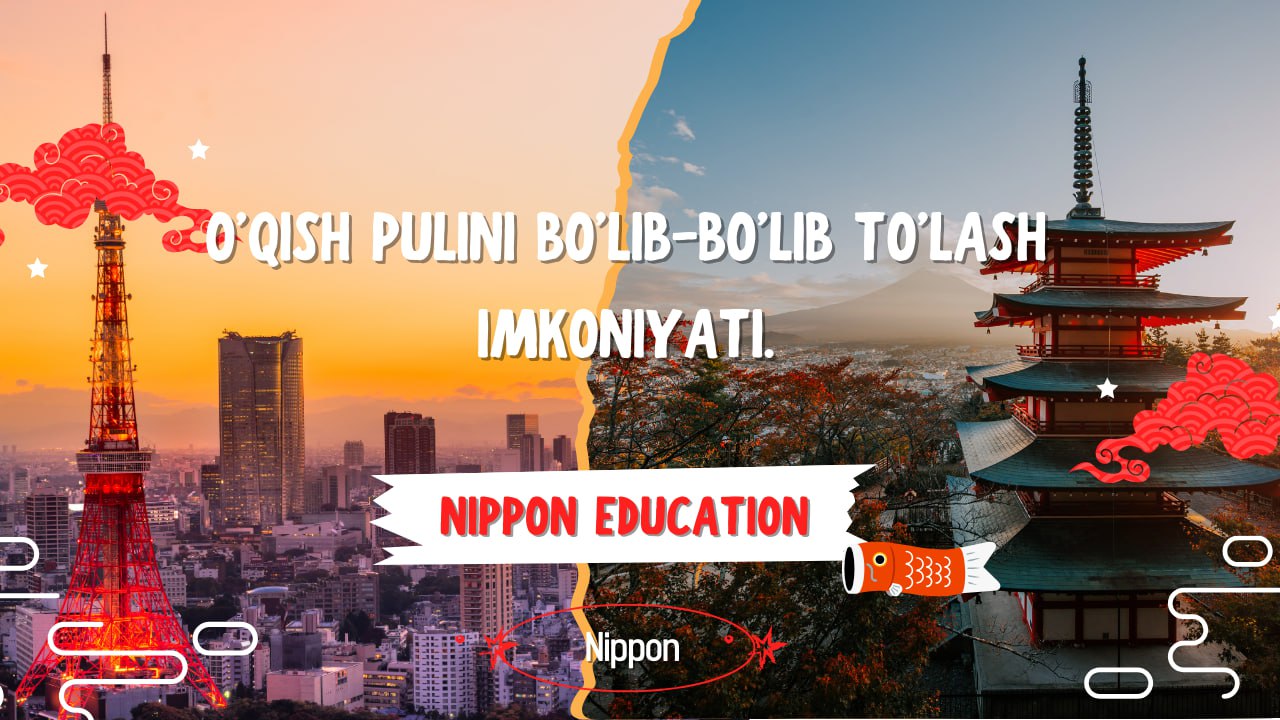 O'QISH PULINI BO'LIB-BO'LIB TO'LASH
IMKONIYATI.
NIPPON EDUCATION
Nippon